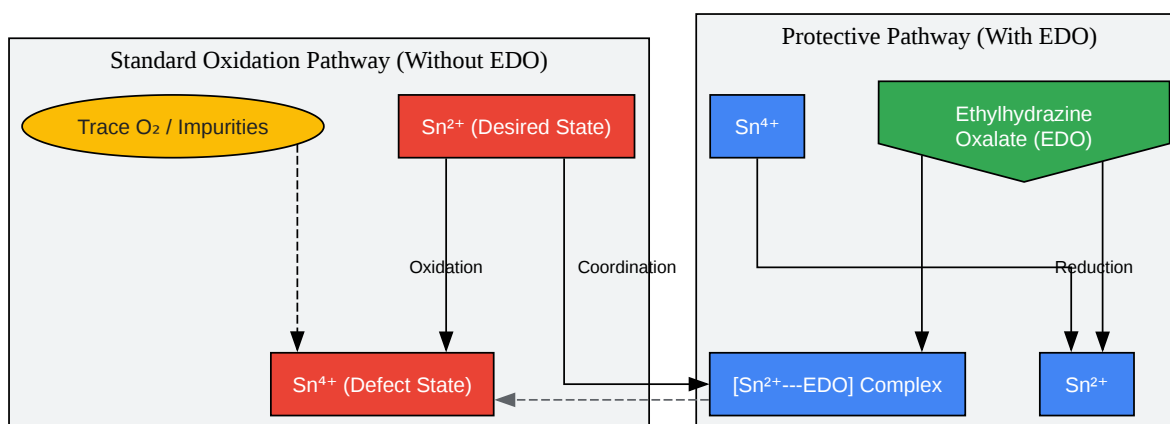 Standard Oxidation Pathway (Without EDO)
Protective Pathway (With EDO)
Trace O₂ / Impurities
Sn²⁺ (Desired State)
Sn⁴⁺
Ethylhydrazine
Oxalate (EDO)
Oxidation
Coordination
Reduction
Sn⁴⁺ (Defect State)
[Sn²⁺---EDO] Complex
Sn²⁺